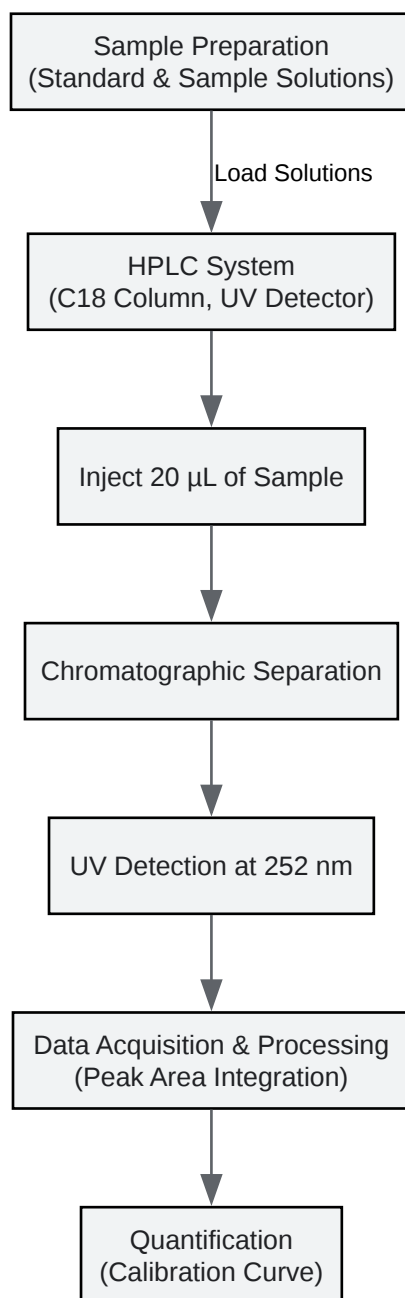 Sample Preparation
(Standard & Sample Solutions)
Load Solutions
HPLC System
(C18 Column, UV Detector)
Inject 20 µL of Sample
Chromatographic Separation
UV Detection at 252 nm
Data Acquisition & Processing
(Peak Area Integration)
Quantification
(Calibration Curve)